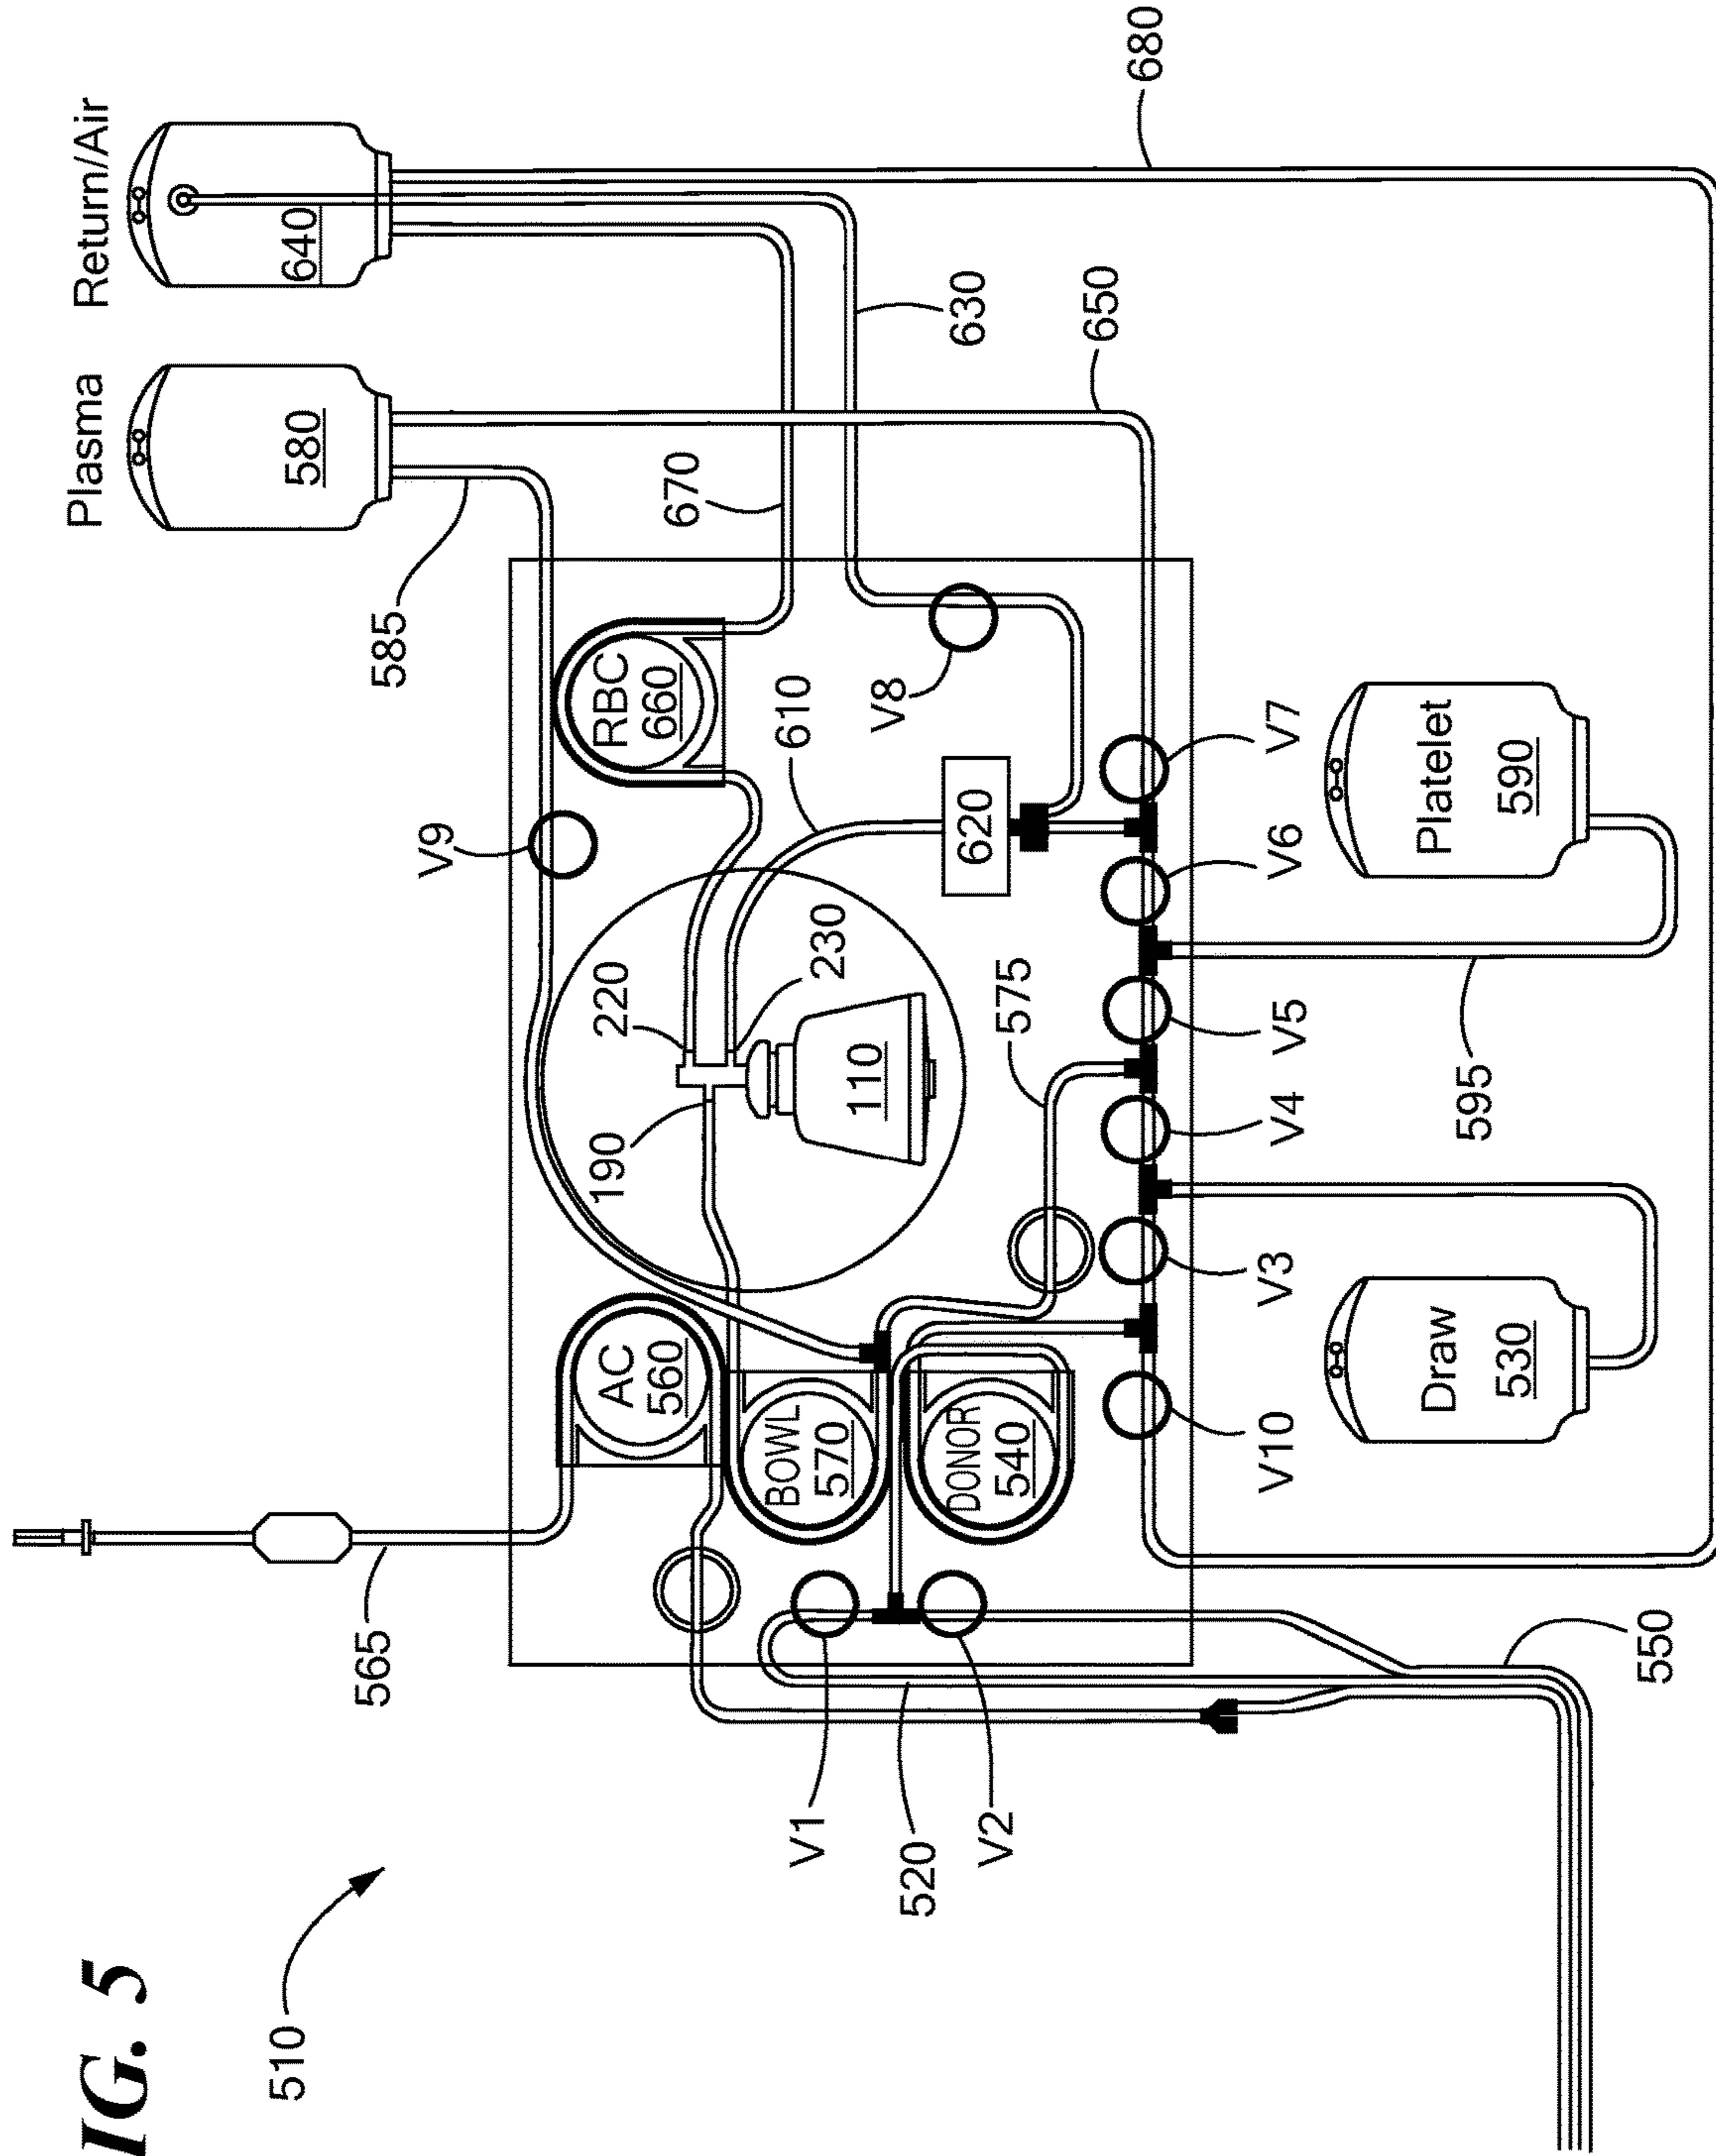 IG. 5
510
Plasma
Return/Air
580
640
585
565
670
630
650
680
V9
RBC
660
610
V8
220
230
190
110
620
575
AC
560
BOWL
570
DONOR
540
V1
V2
520
550
V10
V3
V4
V5
V6
V7
595
Draw
530
Platelet
590